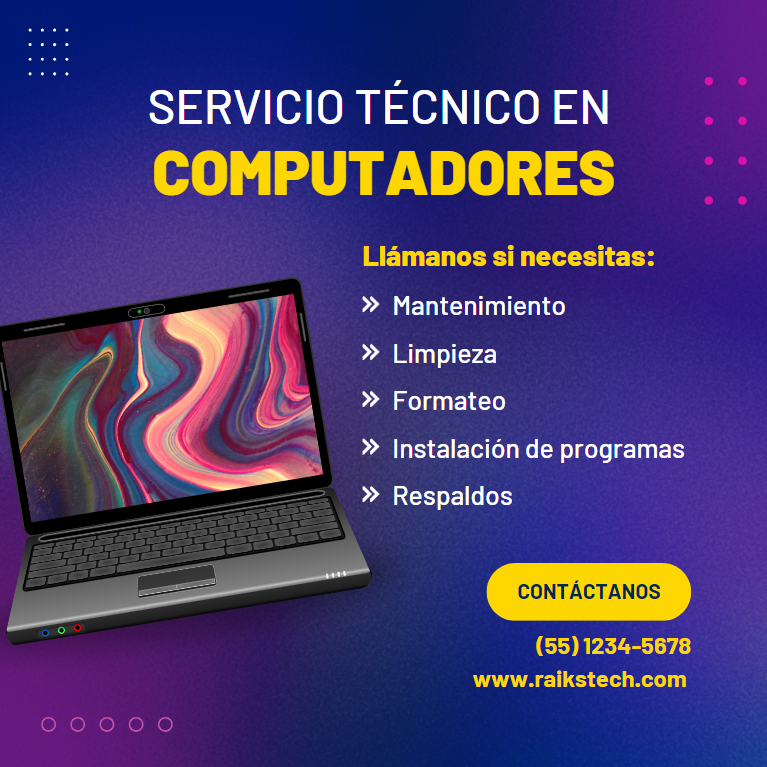 SERVICIO TÉCNICO EN
COMPUTADORES
Llámanos si necesitas:
Mantenimiento
Limpieza
Formateo
Instalación de programas
Respaldos
CONTÁCTANOS
(55) 1234-5678
www.raikstech.com